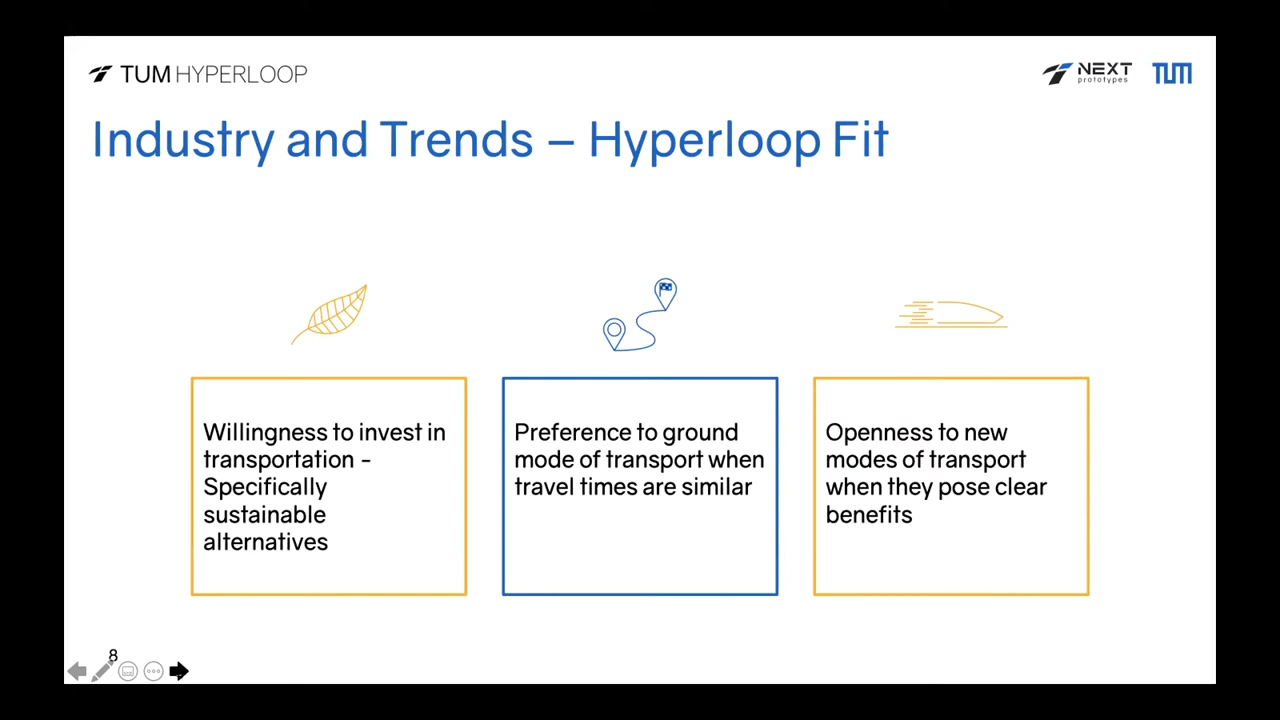 TUM HYPERLOOP
NEXT
prototypes
TUM
Industry and Trends – Hyperloop Fit
Willingness to invest in
transportation -
Specifically
sustainable
alternatives
Preference to ground
mode of transport when
travel times are similar
Openness to new
modes of transport
when they pose clear
benefits
8